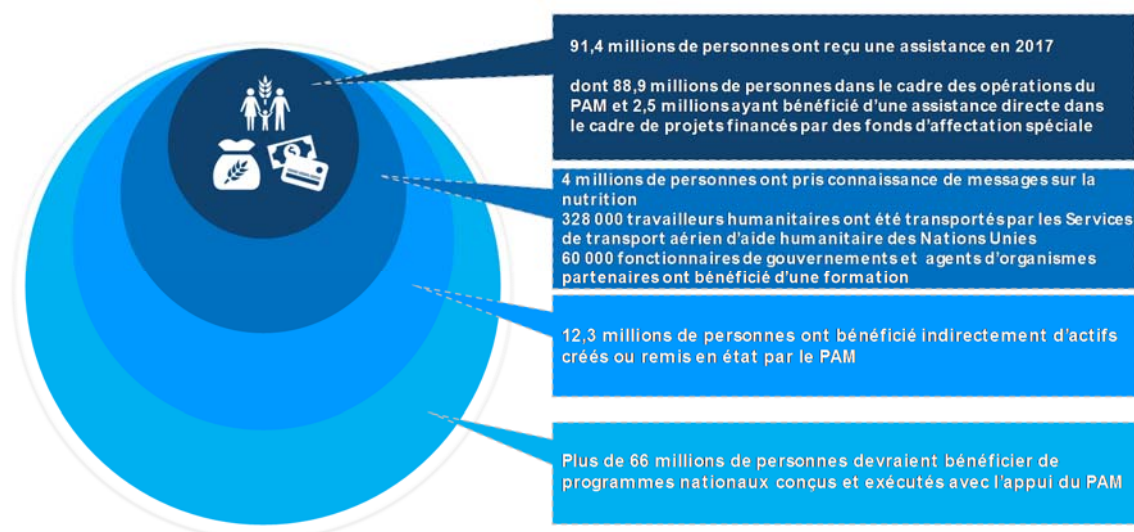 91,4 millions de personnes ont reçu une assistance en 2017
dont 88,9 millions de personnes dans le cadre des opérations du
PAM et 2,5 millions ayant bénéficié d'une assistance directe dans
le cadre de projets financés par des fonds d'affectation spéciale
4 millions de personnes ont pris connaissance de messages sur la
nutrition
328 000 travailleurs humanitaires ont été transportés par les Services
de transport aérien d'aide humanitaire des Nations Unies
60 000 fonctionnaires de gouvernements et agents d'organismes
partenaires ont bénéficié d'une formation
12,3 millions de personnes ont bénéficié indirectement d'actifs
créés ou remis en état par le PAM
Plus de 66 millions de personnes devraient bénéficier de
programmes nationaux conçus et exécutés avec l'appui du PAM